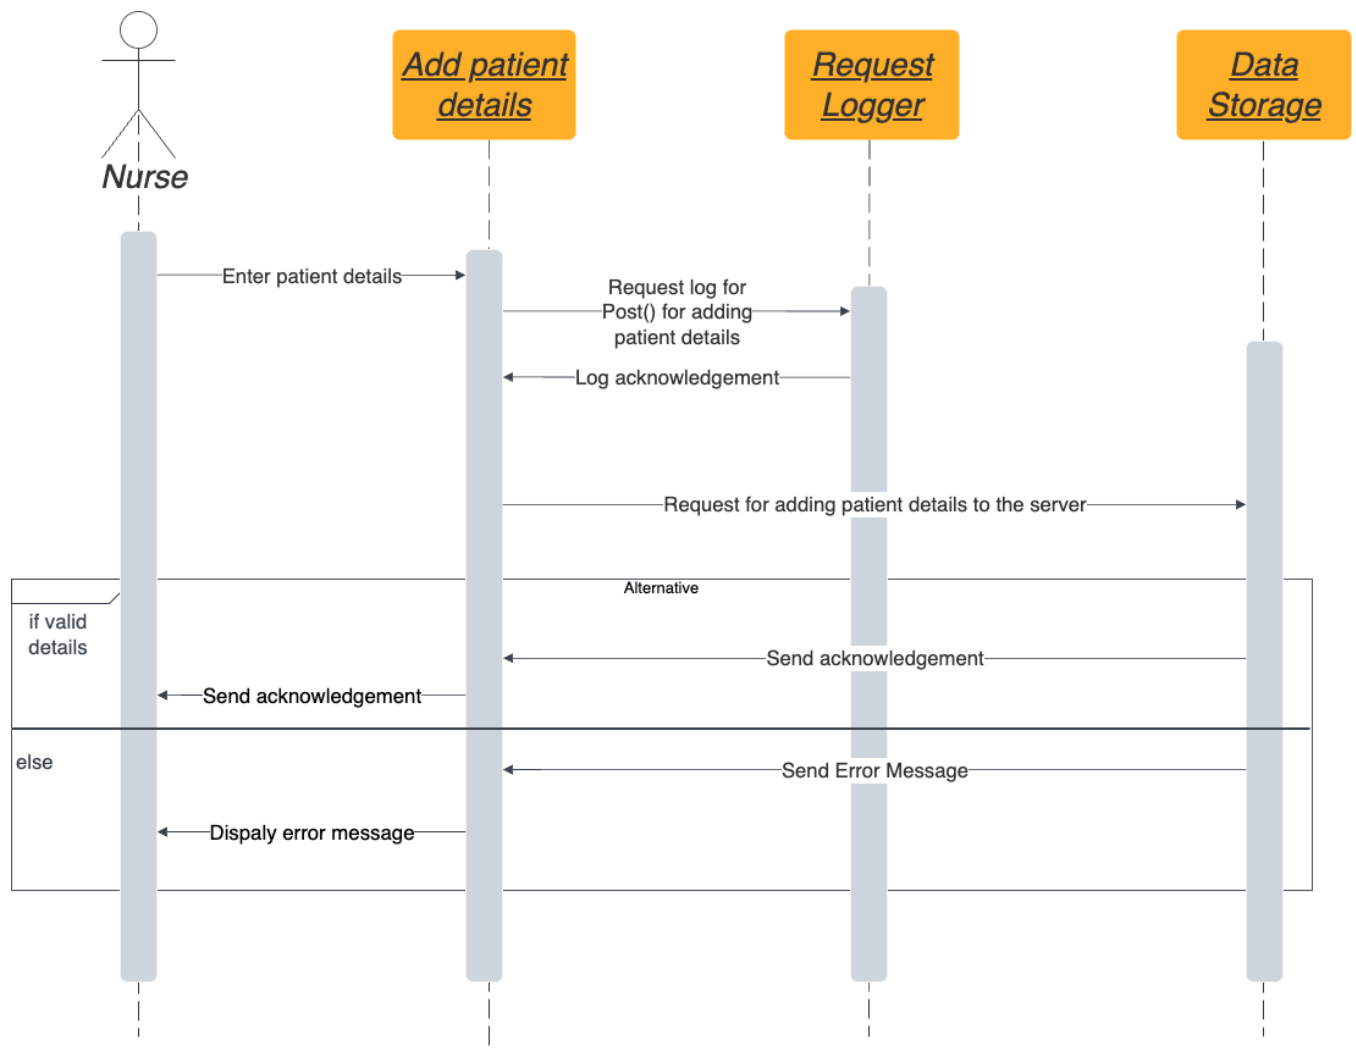 Nurse
Add patient
details
Request
Logger
Data
Storage
Enter patient details
Request log for
Post() for adding
patient details
Log acknowledgement
Request for adding patient details to the server
Alternative
if valid
details
Send acknowledgement
Send acknowledgement
else
Send Error Message
Dispaly error message